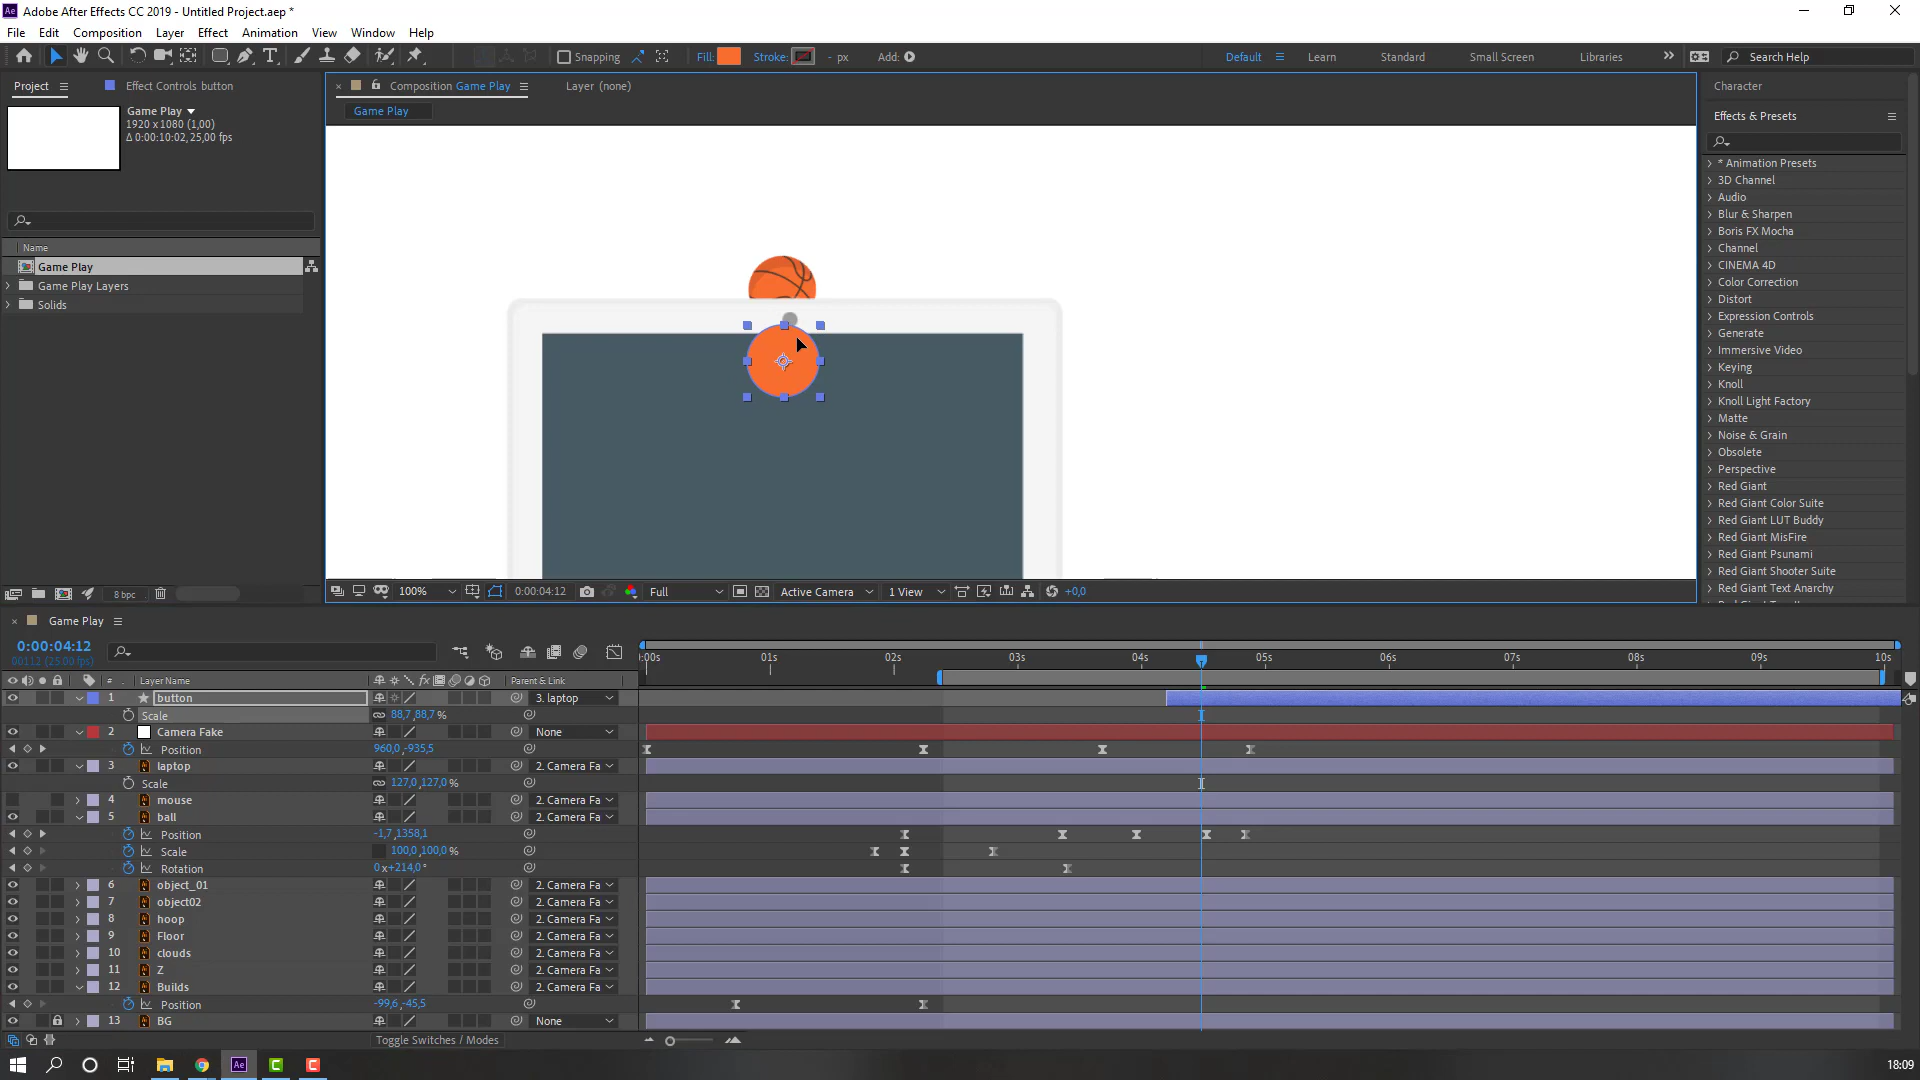 Adobe After Effects CC 2019 - Untitled Project.aep *
File Edit Composition Layer Effect Animation View Window Help
Snapping Fill: Stroke: - px Add: Default Learn Standard Small Screen Libraries Search Help
Project Effect Controls button
Composition Game Play Layer (none)
Game Play
Game Play
1920 x 1080 (1,00)
Δ 0:00:10:02, 25,00 fps
Name
Game Play
Game Play Layers
Solids
8 bpc
100% 0:00:04:12 Full Active Camera 1 View +0,0
Character
Effects & Presets
* Animation Presets
3D Channel
Audio
Blur & Sharpen
Boris FX Mocha
Channel
CINEMA 4D
Color Correction
Distort
Expression Controls
Generate
Immersive Video
Keying
Knoll
Knoll Light Factory
Matte
Noise & Grain
Obsolete
Perspective
Red Giant
Red Giant Color Suite
Red Giant LUT Buddy
Red Giant MisFire
Red Giant Psunami
Red Giant Shooter Suite
Red Giant Text Anarchy
Game Play
0:00:04:12
00112 (25.00 fps)
:00s 01s 02s 03s 04s 05s 06s 07s 08s 09s 10s
# Layer Name Parent & Link
1 button 3. laptop
Scale 88,7,88,7 %
2 Camera Fake None
Position 960,0,-935,5
3 laptop 2. Camera Fa
Scale 127,0,127,0 %
4 mouse 2. Camera Fa
5 ball 2. Camera Fa
Position -1,7,1358,1
Scale 100,0,100,0 %
Rotation 0x+214,0°
6 object_01 2. Camera Fa
7 object02 2. Camera Fa
8 hoop 2. Camera Fa
9 Floor 2. Camera Fa
10 clouds 2. Camera Fa
11 Z 2. Camera Fa
12 Builds 2. Camera Fa
Position -99,6,-45,5
13 BG None
Toggle Switches / Modes
18:09